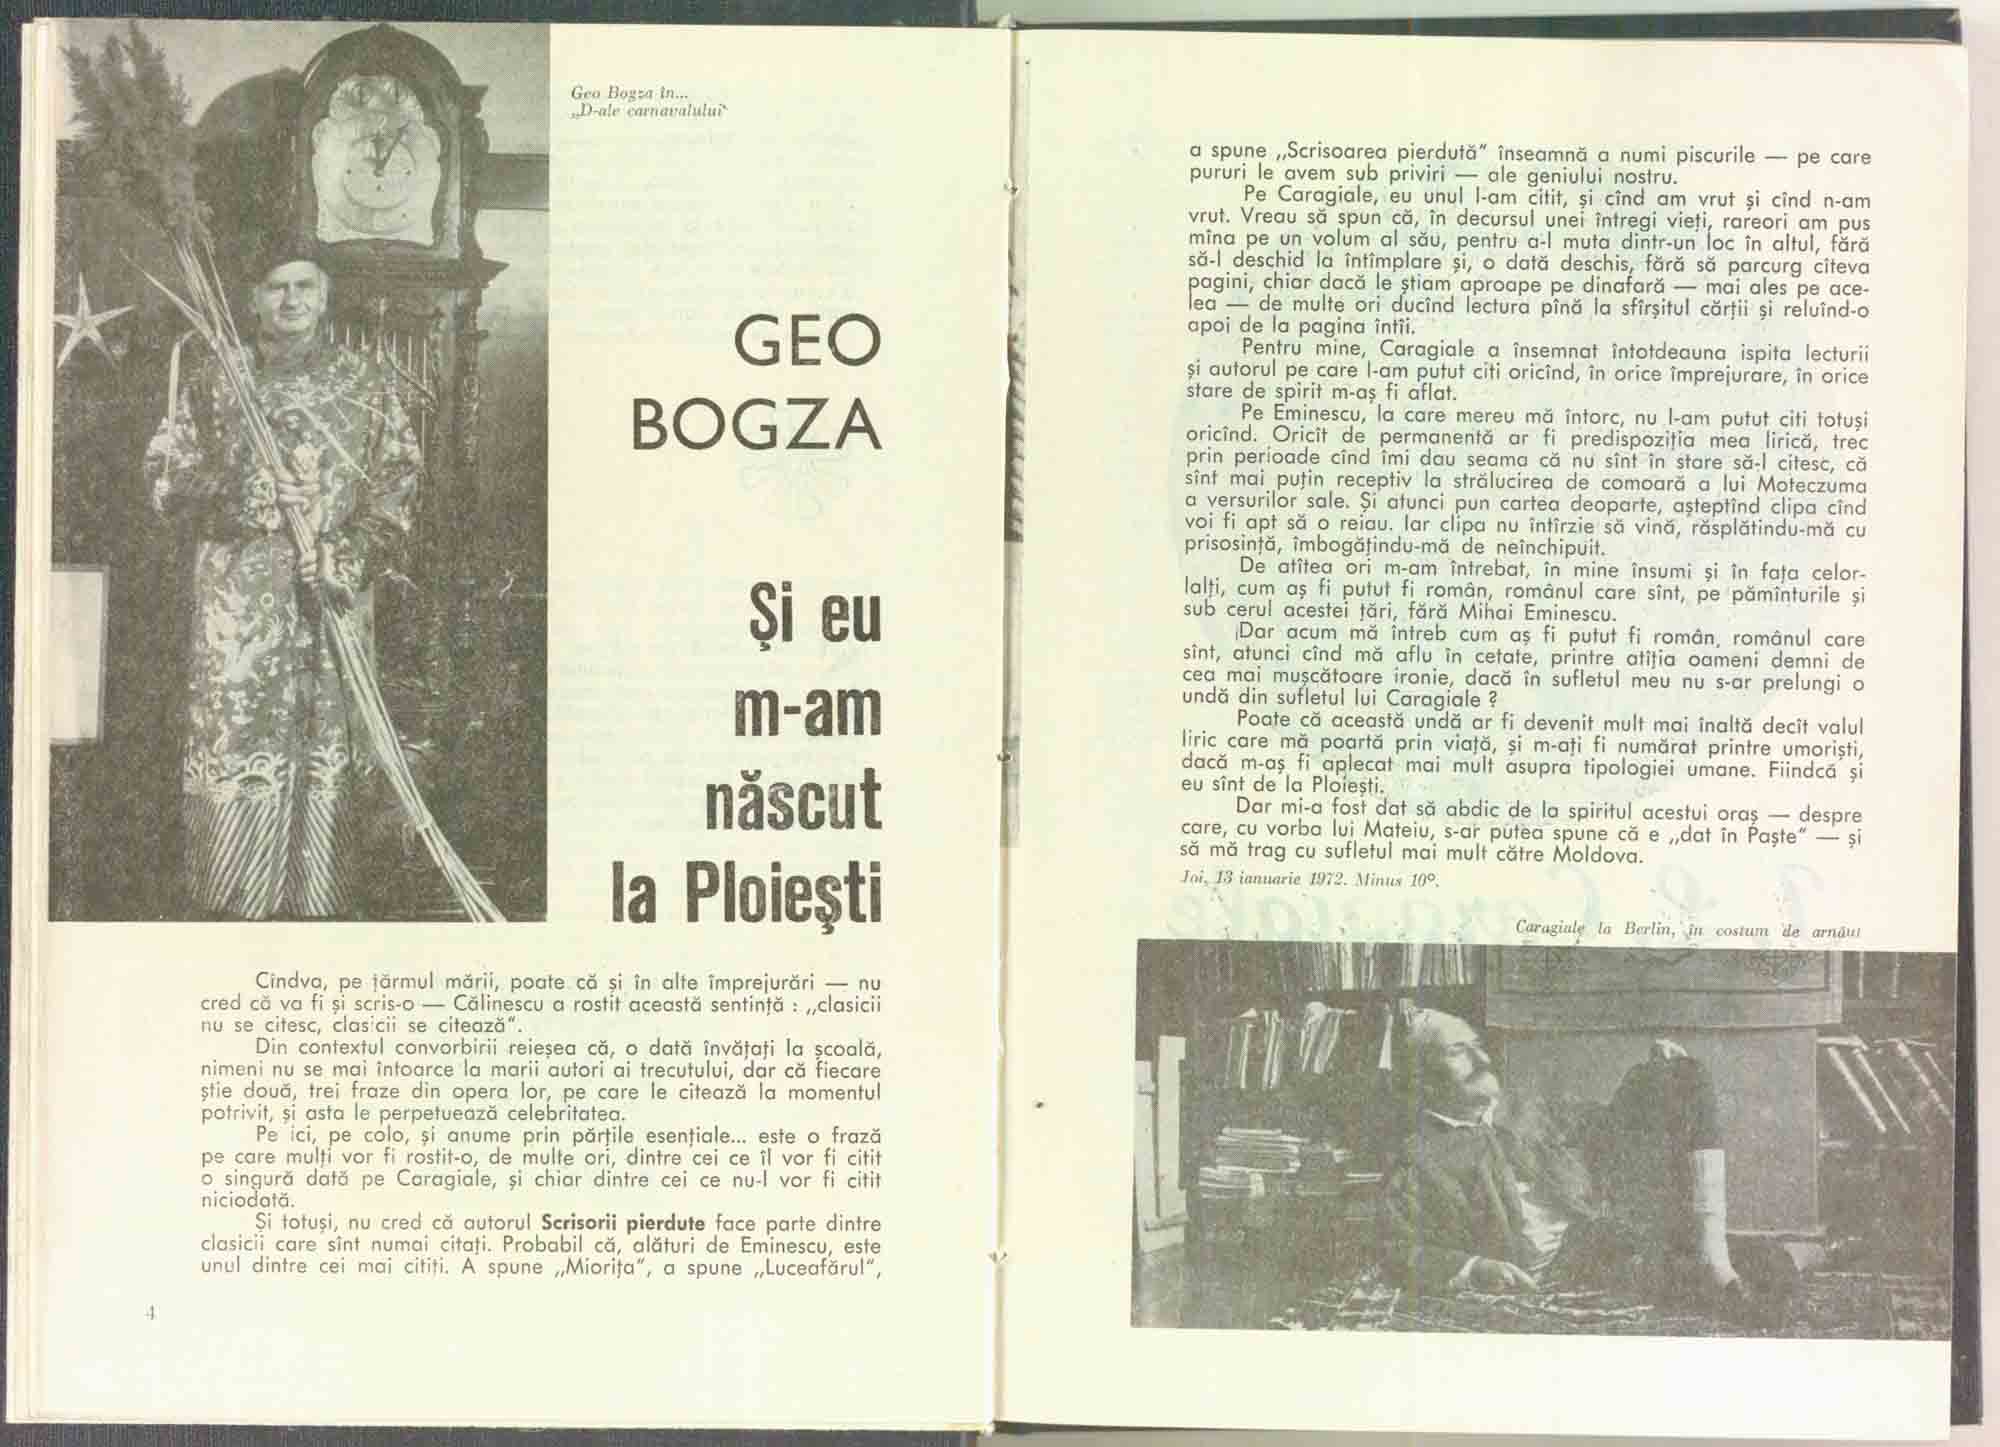 Geo Bogza în...
„D-ale carnavalului“
GEO
BOGZA
Și eu
m-am
născut
la Ploiești
Cîndva, pe țărmul mării, poate că și în alte împrejurări — nu
cred că va fi și scris-o — Călinescu a rostit această sentință : „clasicii
nu se citesc, clasicii se citează".
Din contextul convorbirii reieșea că, o dată învățați la școală,
nimeni nu se mai întoarce la marii autori ai trecutului, dar că fiecare
știe două, trei fraze din opera lor, pe care le citează la momentul
potrivit, și asta le perpetuează celebritatea.
Pe ici, pe colo, și anume prin părțile esențiale... este o frază
pe care mulți vor fi rostit-o, de multe ori, dintre cei ce îl vor fi citit
o singură dată pe Caragiale, și chiar dintre cei ce nu-l vor fi citit
niciodată.
Și totuși, nu cred că autorul Scrisorii pierdute face parte dintre
clasicii care sînt numai citați. Probabil că, alături de Eminescu, este
unul dintre cei mai citiți. A spune „Miorița", a spune „Luceafărul",
4
a spune „Scrisoarea pierdută" înseamnă a numi piscurile — pe care
pururi le avem sub priviri — ale geniului nostru.
Pe Caragiale, eu unul l-am citit, și cînd am vrut și cînd n-am
vrut. Vreau să spun că, în decursul unei întregi vieți, rareori am pus
mîna pe un volum al său, pentru a-l muta dintr-un loc în altul, fără
să-l deschid la întîmplare și, o dată deschis, fără să parcurg cîteva
pagini, chiar dacă le știam aproape pe dinafară — mai ales pe ace-
lea — de multe ori ducînd lectura pînă la sfîrșitul cărții și reluînd-o
apoi de la pagina întîi.
Pentru mine, Caragiale a însemnat întotdeauna ispita lecturii
și autorul pe care l-am putut citi oricînd, în orice împrejurare, în orice
stare de spirit m-aș fi aflat.
Pe Eminescu, la care mereu mă întorc, nu l-am putut citi totuși
oricînd. Oricît de permanentă ar fi predispoziția mea lirică, trec
prin perioade cînd îmi dau seama că nu sînt în stare să-l citesc, că
sînt mai puțin receptiv la strălucirea de comoară a lui Moteczuma
a versurilor sale. Și atunci pun cartea deoparte, așteptînd clipa cînd
voi fi apt să o reiau. Iar clipa nu întîrzie să vină, răsplătindu-mă cu
prisosință, îmbogățindu-mă de neînchipuit.
De atîtea ori m-am întrebat, în mine însumi și în fața celor-
lalți, cum aș fi putut fi român, românul care sînt, pe pămînturile și
sub cerul acestei țări, fără Mihai Eminescu.
Dar acum mă întreb cum aș fi putut fi român, românul care
sînt, atunci cînd mă aflu în cetate, printre atîția oameni demni de
cea mai mușcătoare ironie, dacă în sufletul meu nu s-ar prelungi o
undă din sufletul lui Caragiale ?
Poate că această undă ar fi devenit mult mai înaltă decît valul
liric care mă poartă prin viață, și m-ați fi numărat printre umoriști,
dacă m-aș fi aplecat mai mult asupra tipologiei umane. Fiindcă și
eu sînt de la Ploiești.
Dar mi-a fost dat să abdic de la spiritul acestui oraș — despre
care, cu vorba lui Mateiu, s-ar putea spune că e „dat în Paște" — și
să mă trag cu sufletul mai mult către Moldova.
Joi, 13 ianuarie 1972. Minus 10°.
Caragiale la Berlin, în costum de arnăut